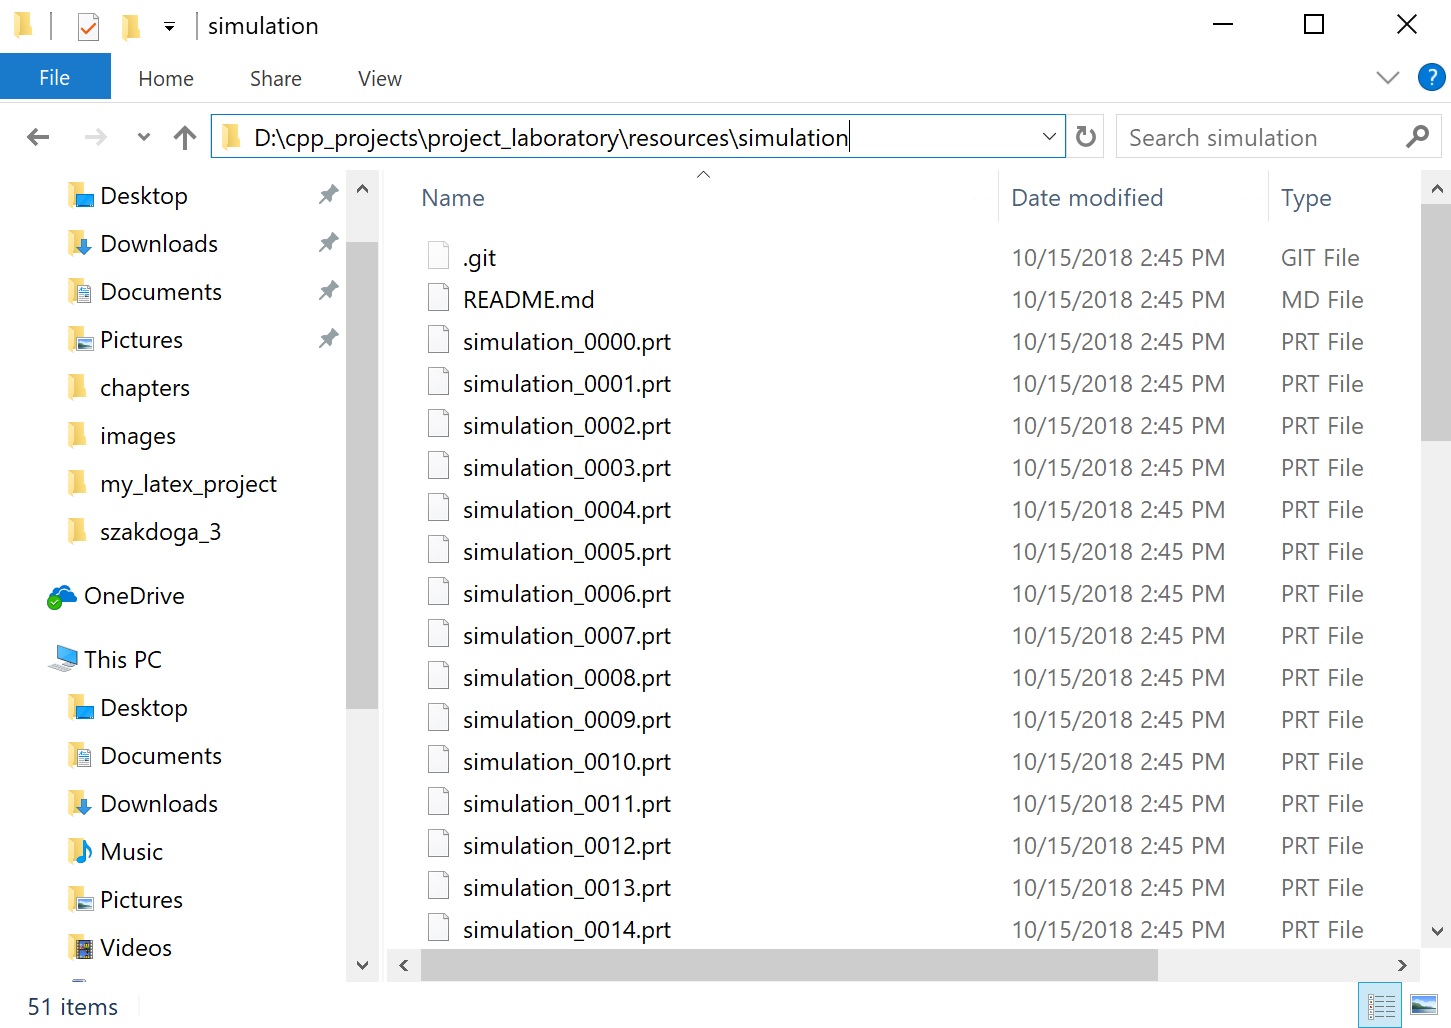 simulation
File Home Share View ?
D:\cpp_projects\project_laboratory\resources\simulation
Search simulation
Desktop
Downloads
Documents
Pictures
chapters
images
my_latex_project
szakdoga_3
OneDrive
This PC
Desktop
Documents
Downloads
Music
Pictures
Videos
Name Date modified Type
.git 10/15/2018 2:45 PM GIT File
README.md 10/15/2018 2:45 PM MD File
simulation_0000.prt 10/15/2018 2:45 PM PRT File
simulation_0001.prt 10/15/2018 2:45 PM PRT File
simulation_0002.prt 10/15/2018 2:45 PM PRT File
simulation_0003.prt 10/15/2018 2:45 PM PRT File
simulation_0004.prt 10/15/2018 2:45 PM PRT File
simulation_0005.prt 10/15/2018 2:45 PM PRT File
simulation_0006.prt 10/15/2018 2:45 PM PRT File
simulation_0007.prt 10/15/2018 2:45 PM PRT File
simulation_0008.prt 10/15/2018 2:45 PM PRT File
simulation_0009.prt 10/15/2018 2:45 PM PRT File
simulation_0010.prt 10/15/2018 2:45 PM PRT File
simulation_0011.prt 10/15/2018 2:45 PM PRT File
simulation_0012.prt 10/15/2018 2:45 PM PRT File
simulation_0013.prt 10/15/2018 2:45 PM PRT File
simulation_0014.prt 10/15/2018 2:45 PM PRT File
51 items